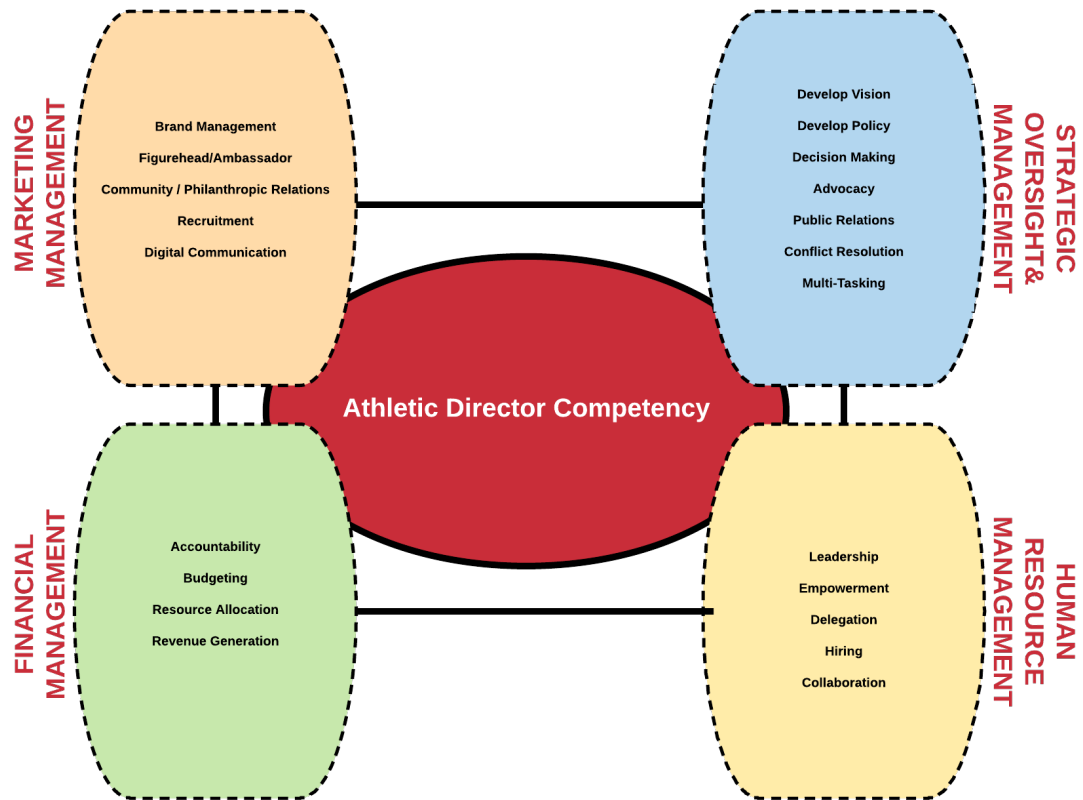 MARKETING
MANAGEMENT
Brand Management
Figurehead/Ambassador
Community / Philanthropic Relations
Recruitment
Digital Communication
STRATEGIC
OVERSIGHT&
MANAGEMENT
Develop Vision
Develop Policy
Decision Making
Advocacy
Public Relations
Conflict Resolution
Multi-Tasking
Athletic Director Competency
FINANCIAL
MANAGEMENT
Accountability
Budgeting
Resource Allocation
Revenue Generation
HUMAN
RESOURCE
MANAGEMENT
Leadership
Empowerment
Delegation
Hiring
Collaboration